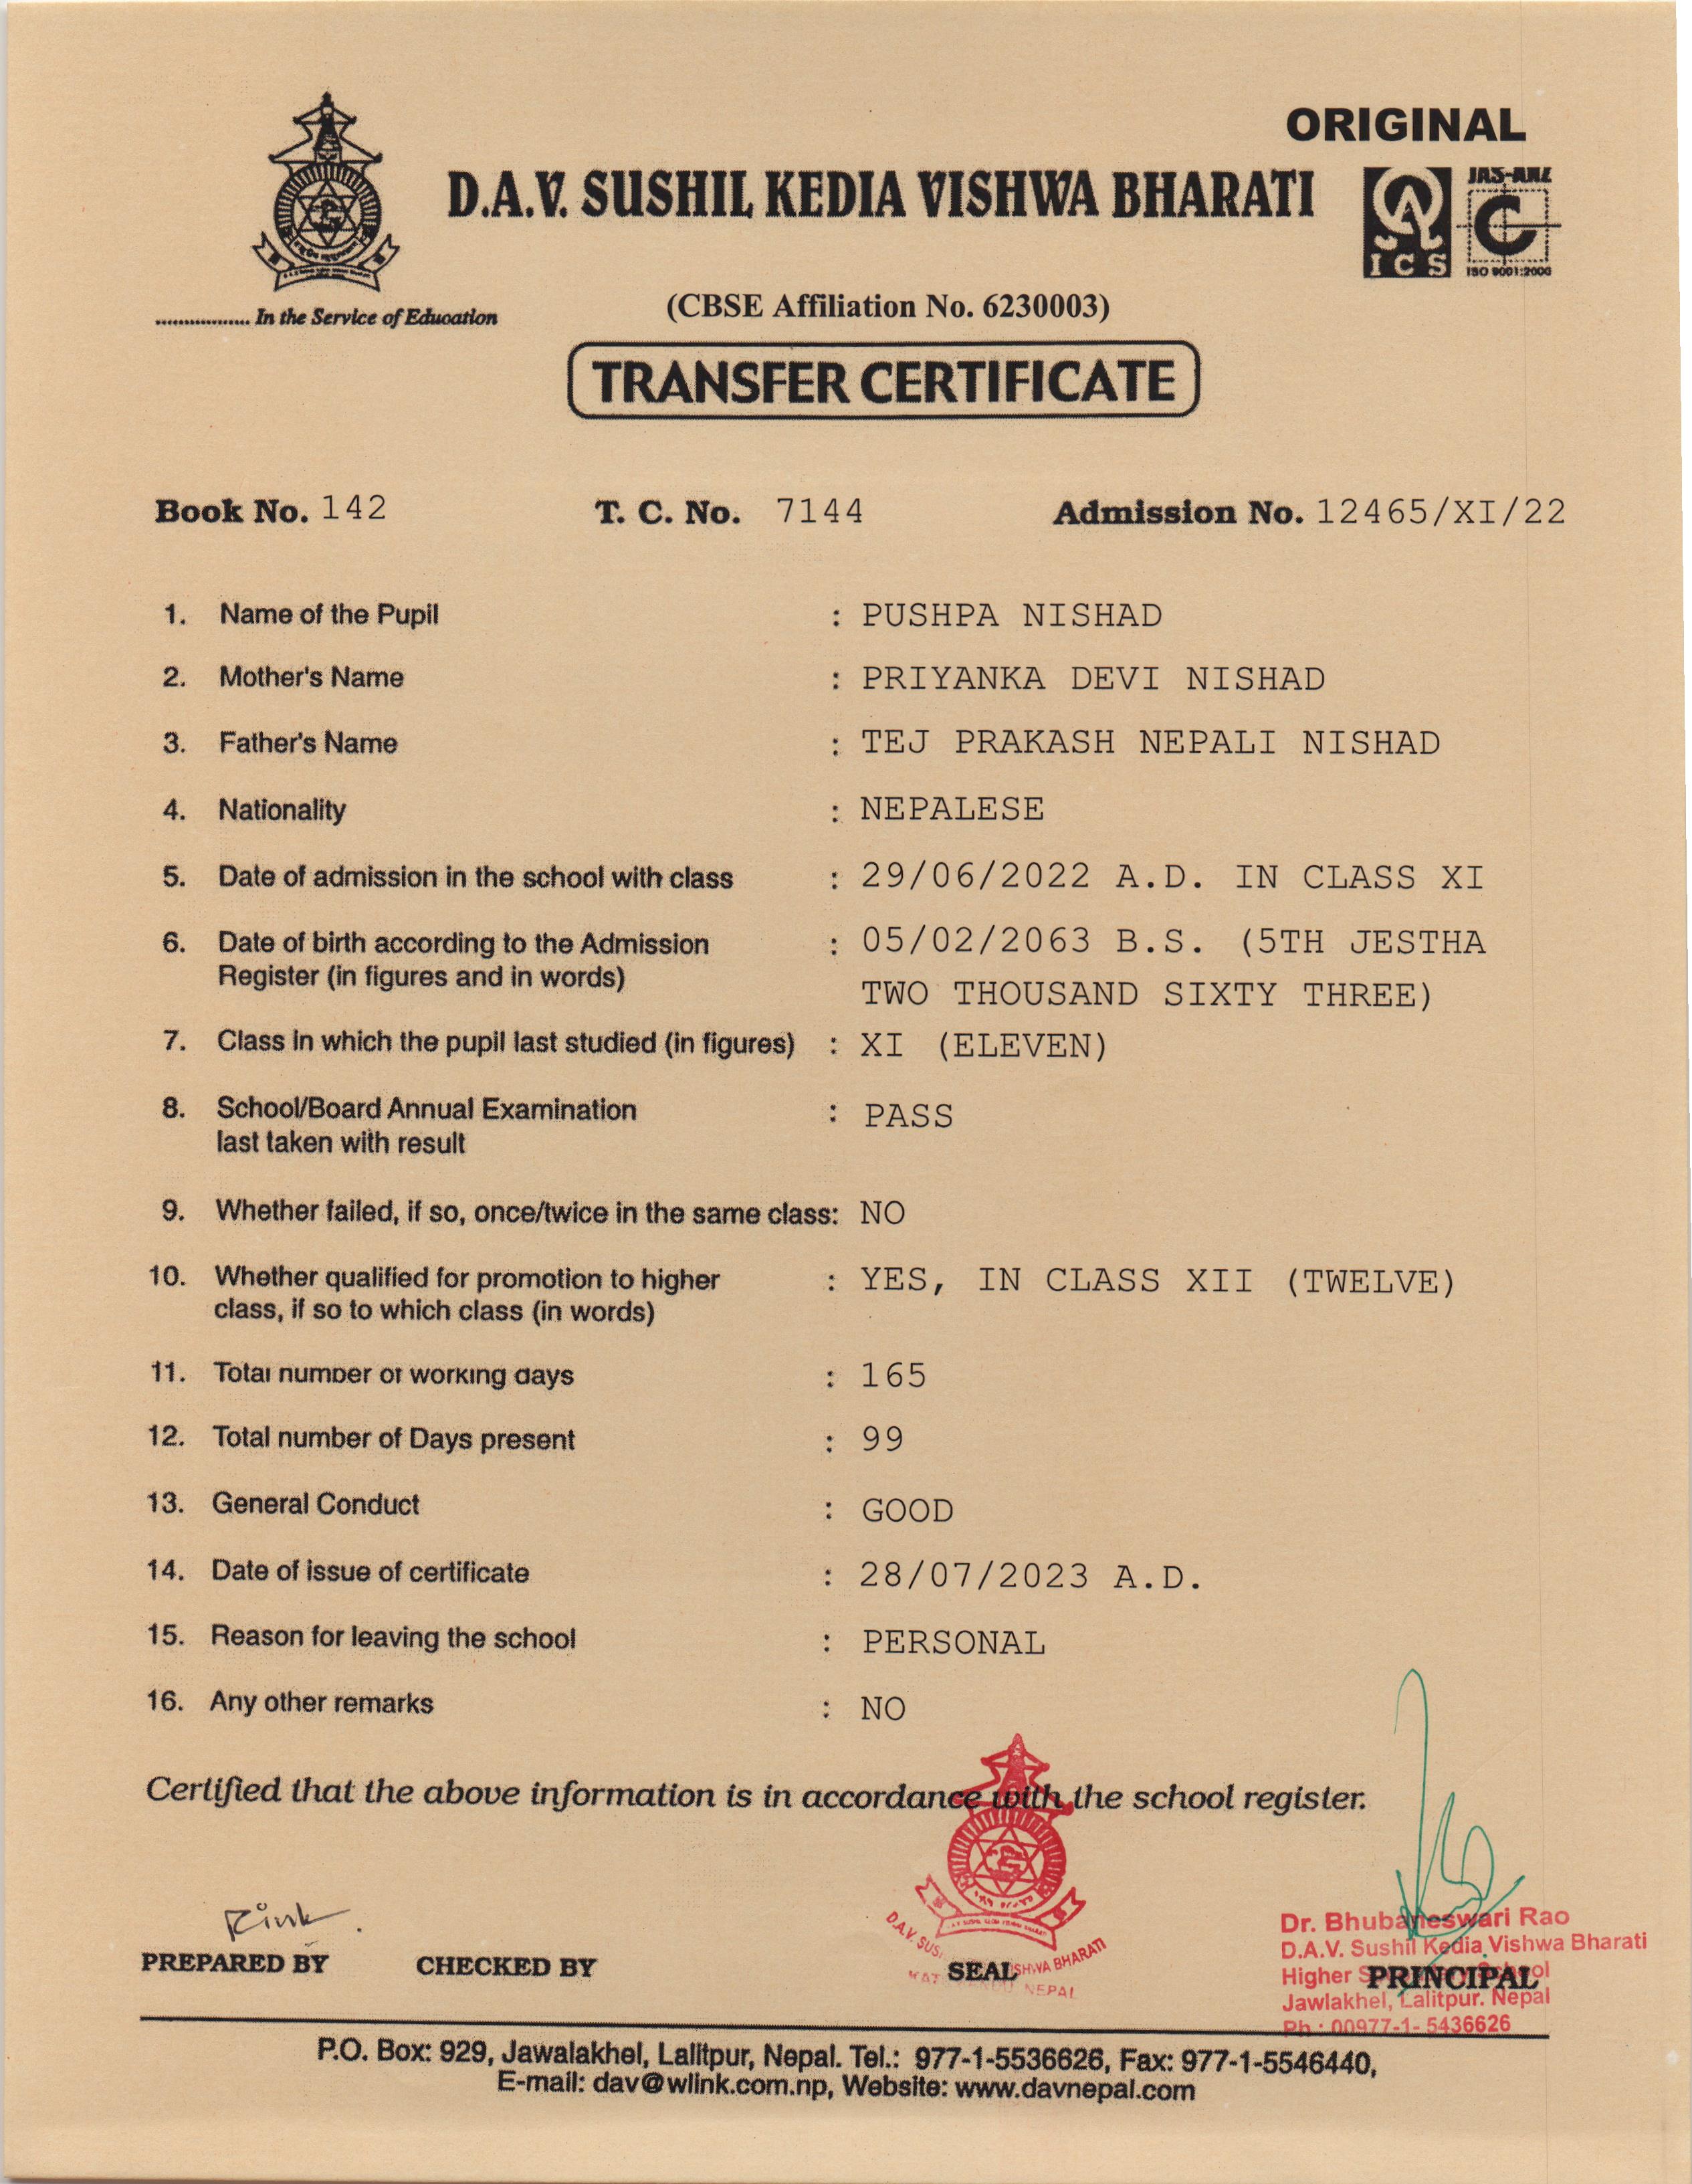 ORIGINAL
D.A.V. SUSHIL KEDIA VISHWA BHARATI
JAS-ANZ
ICS
ISO 9001:2000
................. In the Service of Education
(CBSE Affiliation No. 6230003)
TRANSFER CERTIFICATE
Book No. 142 T. C. No. 7144 Admission No. 12465/XI/22
1. Name of the Pupil : PUSHPA NISHAD
2. Mother's Name : PRIYANKA DEVI NISHAD
3. Father's Name : TEJ PRAKASH NEPALI NISHAD
4. Nationality : NEPALESE
5. Date of admission in the school with class : 29/06/2022 A.D. IN CLASS XI
6. Date of birth according to the Admission : 05/02/2063 B.S. (5TH JESTHA
Register (in figures and in words) TWO THOUSAND SIXTY THREE)
7. Class in which the pupil last studied (in figures) : XI (ELEVEN)
8. School/Board Annual Examination : PASS
last taken with result
9. Whether failed, if so, once/twice in the same class: NO
10. Whether qualified for promotion to higher : YES, IN CLASS XII (TWELVE)
class, if so to which class (in words)
11. Total number of working days : 165
12. Total number of Days present : 99
13. General Conduct : GOOD
14. Date of issue of certificate : 28/07/2023 A.D.
15. Reason for leaving the school : PERSONAL
16. Any other remarks : NO
Certified that the above information is in accordance with the school register.
PREPARED BY CHECKED BY SEAL PRINCIPAL
D.A.V. BHARATI
NEPAL
Dr. Bhubaneswari Rao
D.A.V. Sushil Kedia Vishwa Bharati
Higher
Jawlakhel, Lalitpur. Nepal
Ph : 00977-1- 5436626
P.O. Box: 929, Jawalakhel, Lalitpur, Nepal. Tel.: 977-1-5536626, Fax: 977-1-5546440,
E-mail: dav@wlink.com.np, Website: www.davnepal.com